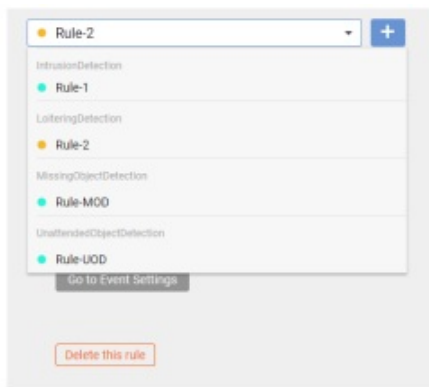 Rule-2
+
IntrusionDetection
Rule-1
LoiteringDetection
Rule-2
MissingObjectDetection
Rule-MOD
UnattendedObjectDetection
Rule-UOD
Go to Event Settings
Delete this rule